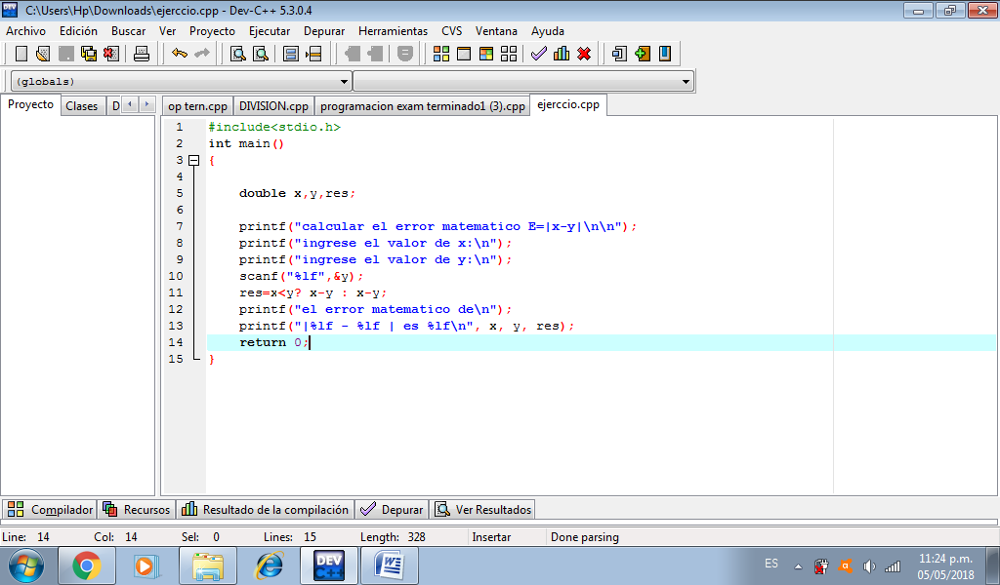 C:\Users\Hp\Downloads\ejerccio.cpp - Dev-C++ 5.3.0.4
Archivo Edición Buscar Ver Proyecto Ejecutar Depurar Herramientas CVS Ventana Ayuda
(globals)
Proyecto Clases D
op tern.cpp DIVISION.cpp programacion exam terminado1 (3).cpp ejerccio.cpp
1 #include<stdio.h>
2 int main()
3 {
4
5 double x,y,res;
6
7 printf("calcular el error matematico E=|x-y|\n\n");
8 printf("ingrese el valor de x:\n");
9 printf("ingrese el valor de y:\n");
10 scanf("%lf",&y);
11 res=x<y? x-y : x-y;
12 printf("el error matematico de\n");
13 printf("|%lf - %lf | es %lf\n", x, y, res);
14 return 0;
15 }
Compilador Recursos Resultado de la compilación Depurar Ver Resultados
Line: 14 Col: 14 Sel: 0 Lines: 15 Length: 328 Insertar Done parsing
DEV C++ W ES 11:24 p.m.
05/05/2018